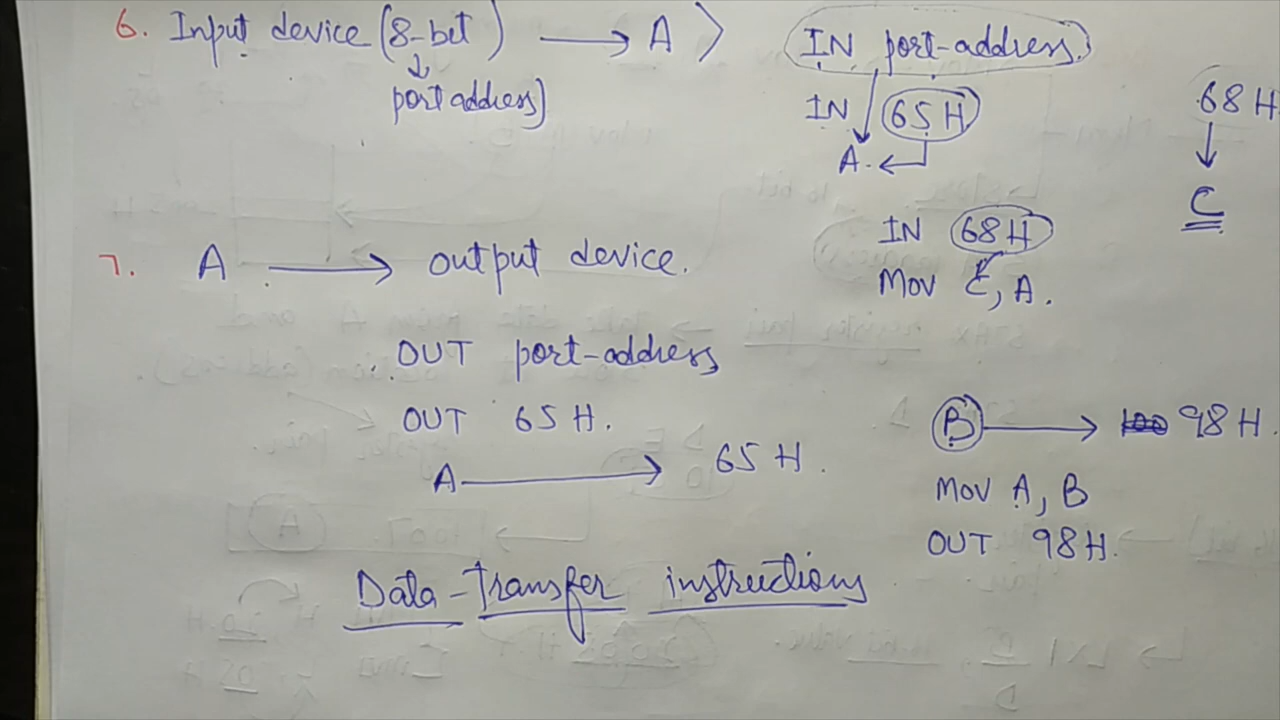 6. Input device (8-bit) → A > IN port-address.
↓
port address)
IN 65H
A. ←
68H
↓
C
IN 68H
Mov C, A.
7. A → output device.
OUT port-address
OUT 65H.
A → 65H.
B → 98H.
Mov A, B
OUT 98H.
Data-Transfer instructions